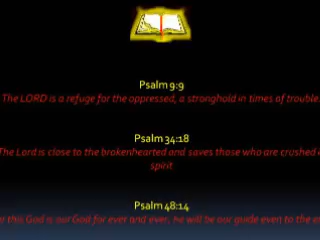 Psalm 9:9
The LORD is a refuge for the oppressed, a stronghold in times of trouble.
Psalm 34:18
The Lord is close to the brokenhearted and saves those who are crushed
spirit
Psalm 48:14
this God is our God for ever and ever; he will be our guide even to the